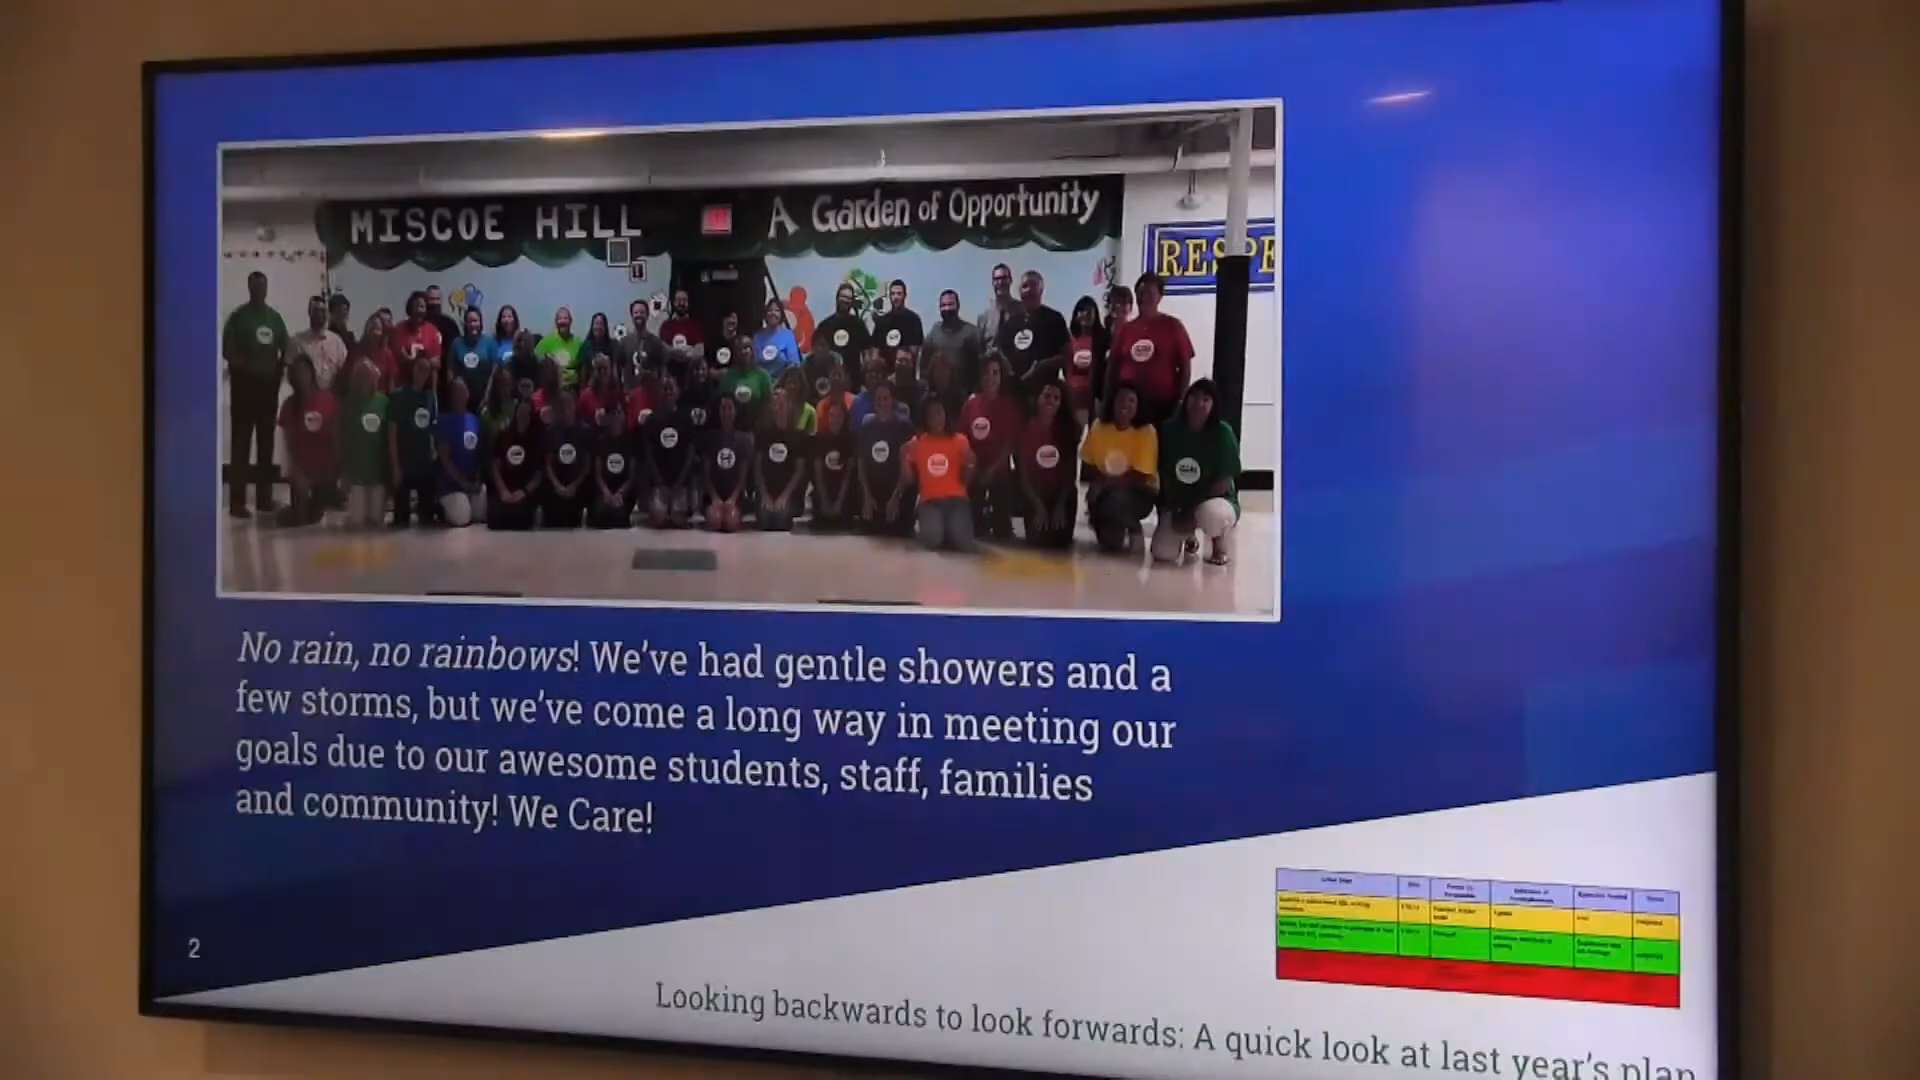 MISCOE HILL
A Garden of Opportunity
RESPE
No rain, no rainbows! We've had gentle showers and a
few storms, but we've come a long way in meeting our
goals due to our awesome students, staff, families
and community! We Care!
2
Looking backwards to look forwards: A quick look at last year's plan